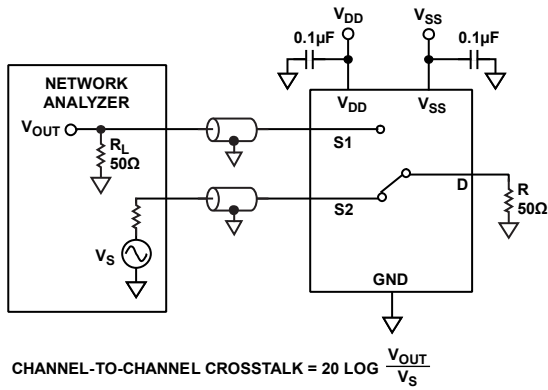 V_DD V_SS
0.1µF 0.1µF
NETWORK
ANALYZER
V_DD V_SS
V_OUT
S1
R_L
50Ω
D
R
50Ω
S2
V_S
GND
CHANNEL-TO-CHANNEL CROSSTALK = 20 LOG V_OUT / V_S